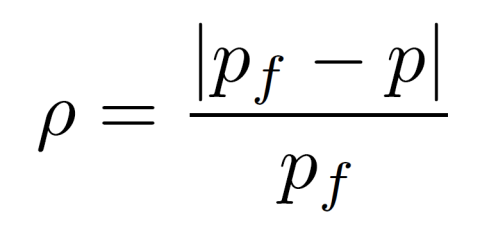 ρ = |p_f − p| / p_f